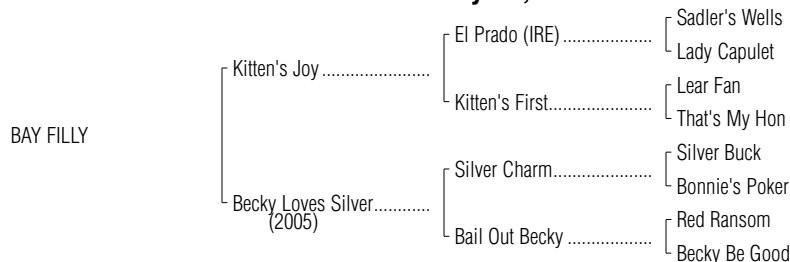 El Prado (IRE)
Sadler's Wells
Lady Capulet
Kitten's Joy
Kitten's First
Lear Fan
That's My Hon
BAY FILLY
Silver Charm
Silver Buck
Bonnie's Poker
Becky Loves Silver
(2005)
Bail Out Becky
Red Ransom
Becky Be Good